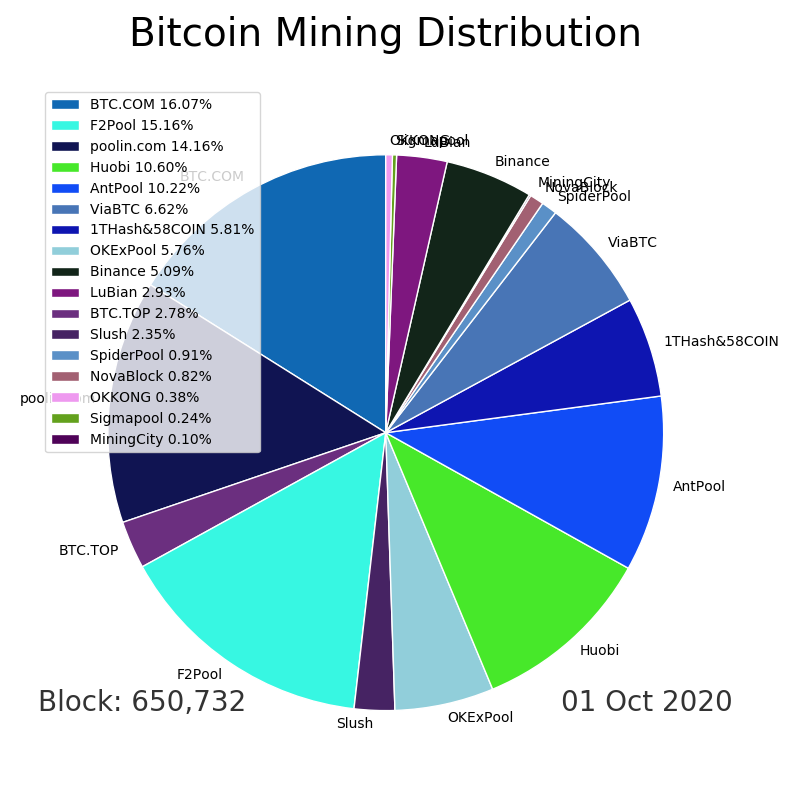 Bitcoin Mining Distribution
BTC.COM 16.07%
F2Pool 15.16%
poolin.com 14.16%
Huobi 10.60%
AntPool 10.22%
ViaBTC 6.62%
1THash&58COIN 5.81%
OKExPool 5.76%
Binance 5.09%
LuBian 2.93%
BTC.TOP 2.78%
Slush 2.35%
SpiderPool 0.91%
NovaBlock 0.82%
OKKONG 0.38%
Sigmapool 0.24%
MiningCity 0.10%
OKKONG
Sigmapool
LuBian
Binance
MiningCity
NovaBlock
SpiderPool
ViaBTC
1THash&58COIN
AntPool
Huobi
OKExPool
Slush
F2Pool
BTC.TOP
poolin.com
BTC.COM
Block: 650,732
01 Oct 2020